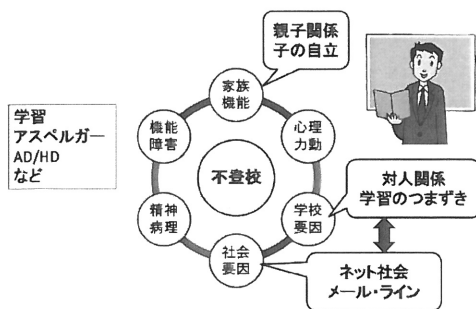 親子関係
子の自立
家族
機能
学習
アスペルガー
AD/HD
など
機能
障害
心理
力動
不登校
対人関係
学習のつまずき
精神
病理
学校
要因
社会
要因
ネット社会
メール・ライン